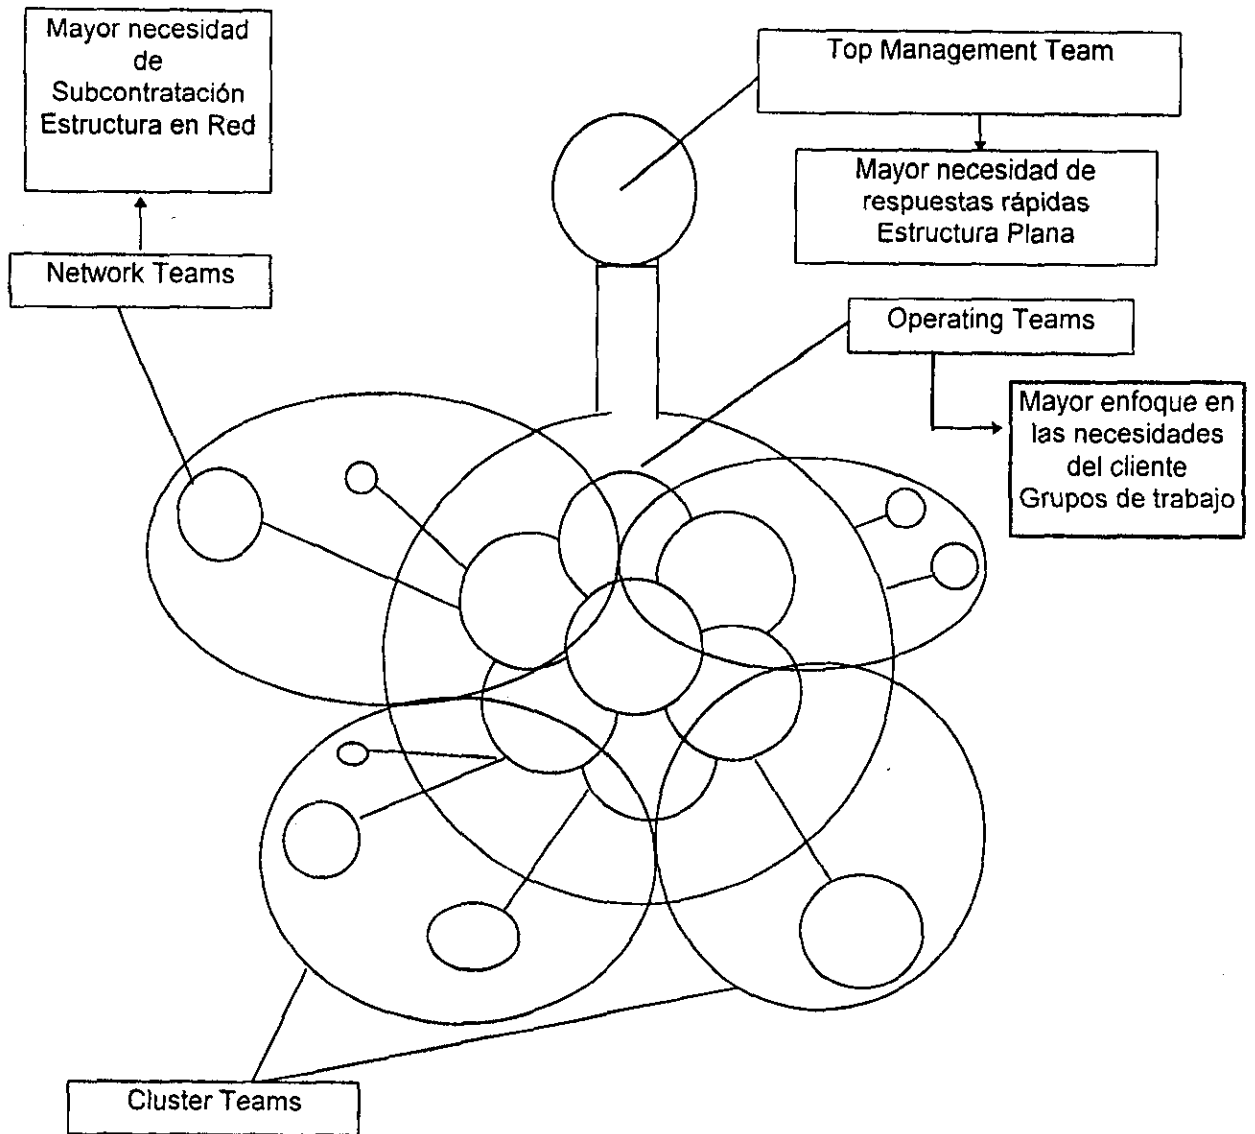 Mayor necesidad
de
Subcontratación
Estructura en Red
Top Management Team
Mayor necesidad de
respuestas rápidas
Estructura Plana
Network Teams
Operating Teams
Mayor enfoque en
las necesidades
del cliente
Grupos de trabajo
Cluster Teams